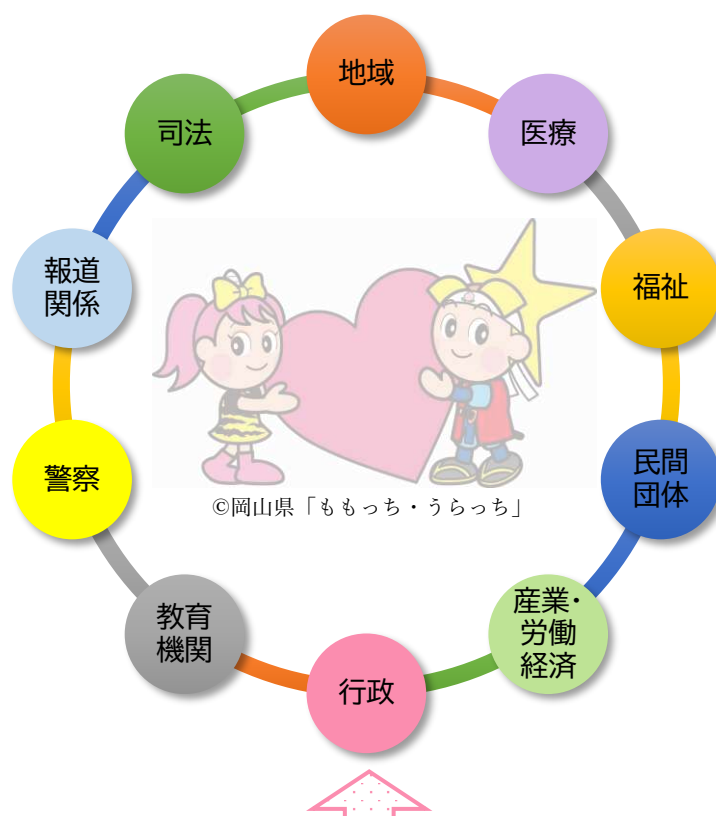 地域
医療
福祉
民間
団体
産業・
労働
経済
行政
教育
機関
警察
報道
関係
司法
©岡山県「ももっち・うらっち」